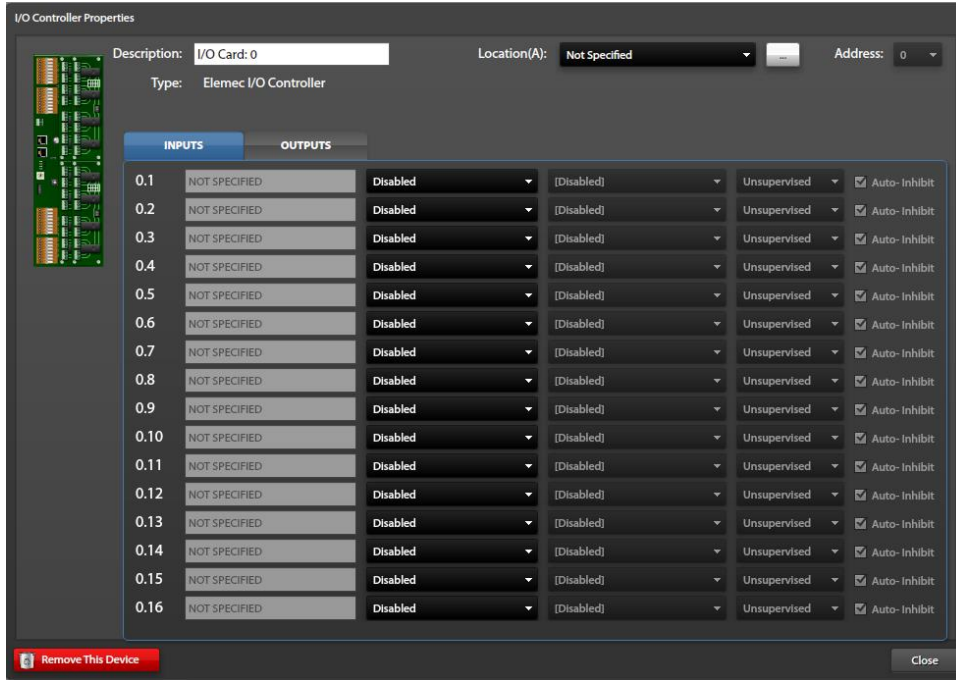 I/O Controller Properties
Description: I/O Card: 0 Location(A): Not Specified ... Address: 0
Type: Elemec I/O Controller
INPUTS OUTPUTS
0.1 NOT SPECIFIED Disabled [Disabled] Unsupervised Auto- Inhibit
0.2 NOT SPECIFIED Disabled [Disabled] Unsupervised Auto- Inhibit
0.3 NOT SPECIFIED Disabled [Disabled] Unsupervised Auto- Inhibit
0.4 NOT SPECIFIED Disabled [Disabled] Unsupervised Auto- Inhibit
0.5 NOT SPECIFIED Disabled [Disabled] Unsupervised Auto- Inhibit
0.6 NOT SPECIFIED Disabled [Disabled] Unsupervised Auto- Inhibit
0.7 NOT SPECIFIED Disabled [Disabled] Unsupervised Auto- Inhibit
0.8 NOT SPECIFIED Disabled [Disabled] Unsupervised Auto- Inhibit
0.9 NOT SPECIFIED Disabled [Disabled] Unsupervised Auto- Inhibit
0.10 NOT SPECIFIED Disabled [Disabled] Unsupervised Auto- Inhibit
0.11 NOT SPECIFIED Disabled [Disabled] Unsupervised Auto- Inhibit
0.12 NOT SPECIFIED Disabled [Disabled] Unsupervised Auto- Inhibit
0.13 NOT SPECIFIED Disabled [Disabled] Unsupervised Auto- Inhibit
0.14 NOT SPECIFIED Disabled [Disabled] Unsupervised Auto- Inhibit
0.15 NOT SPECIFIED Disabled [Disabled] Unsupervised Auto- Inhibit
0.16 NOT SPECIFIED Disabled [Disabled] Unsupervised Auto- Inhibit
Remove This Device Close